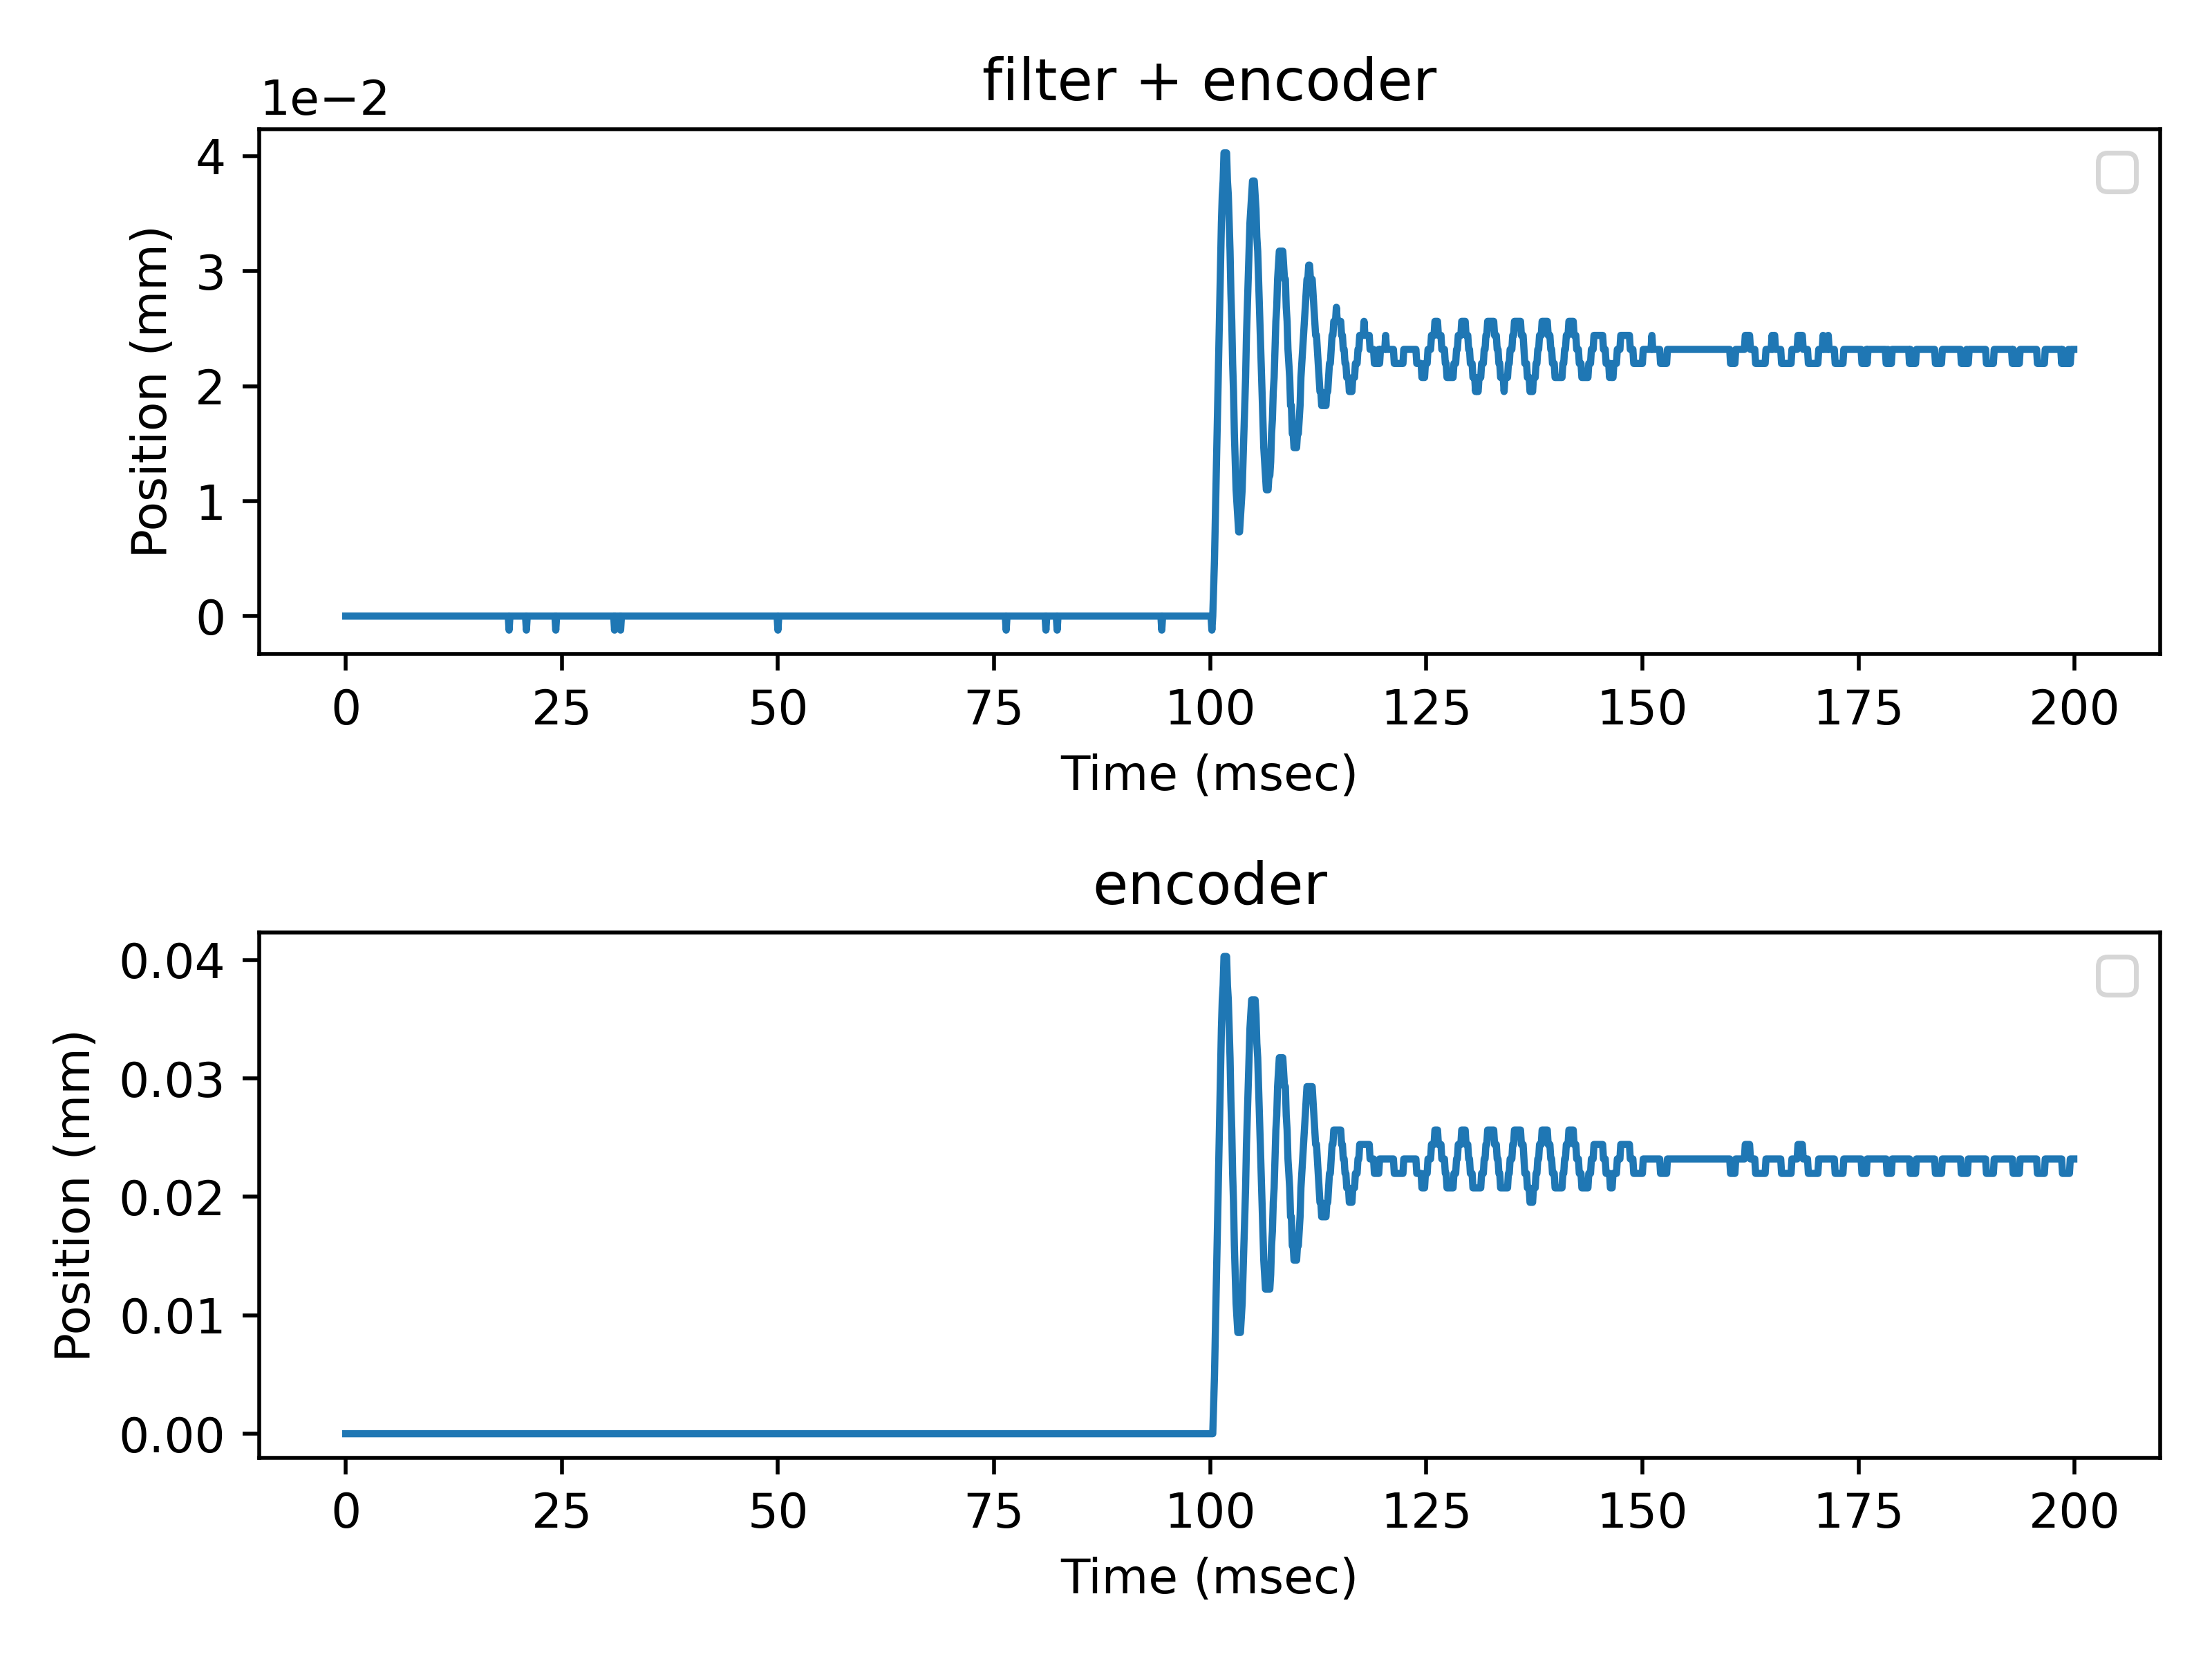 filter + encoder
1e−2
4
3
2
1
0
Position (mm)
0 25 50 75 100 125 150 175 200
Time (msec)
encoder
0.04
0.03
0.02
0.01
0.00
Position (mm)
0 25 50 75 100 125 150 175 200
Time (msec)